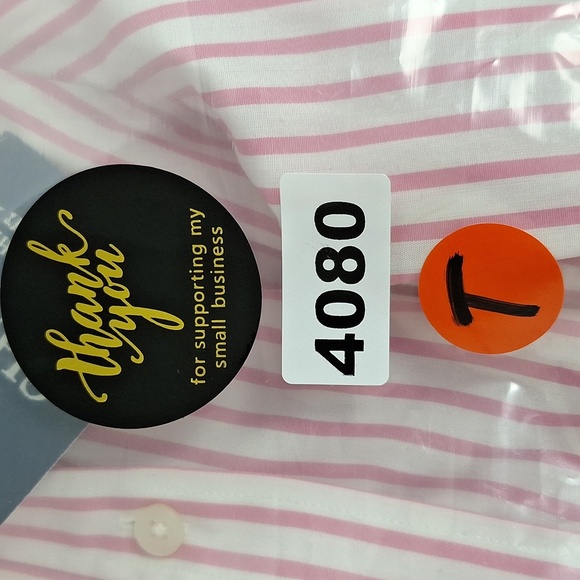 thank
you
for supporting my
small business
4080
T